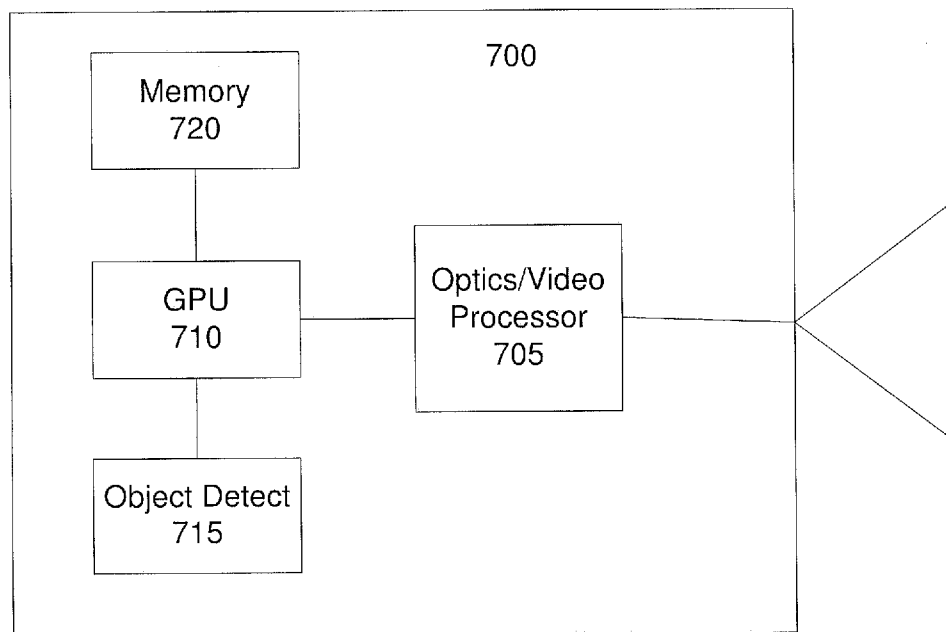 700
Memory
720
GPU
710
Optics/Video
Processor
705
Object Detect
715